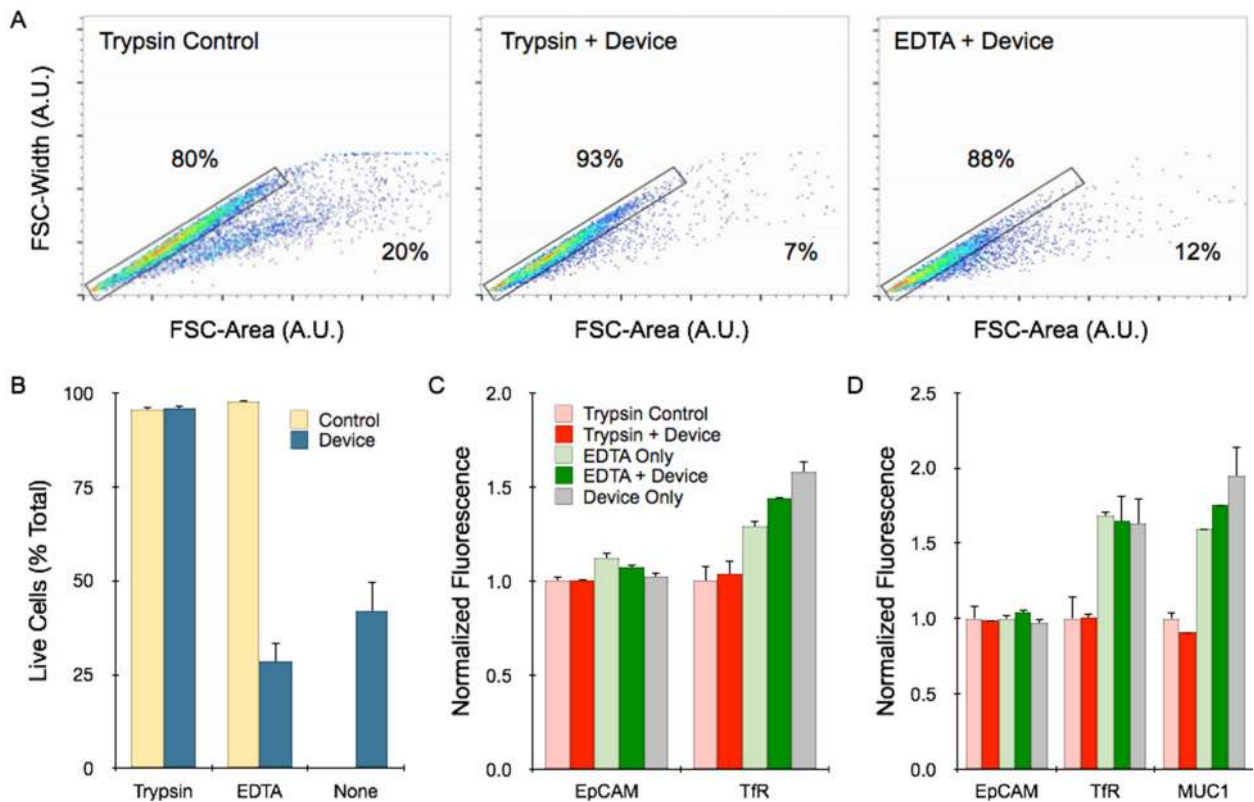 A
Trypsin Control
Trypsin + Device
EDTA + Device
FSC-Width (A.U.)
80%
20%
93%
7%
88%
12%
FSC-Area (A.U.)
FSC-Area (A.U.)
FSC-Area (A.U.)
B
Live Cells (% Total)
100
75
50
25
0
Control
Device
Trypsin
EDTA
None
C
Normalized Fluorescence
2.0
1.5
1.0
0.5
0.0
Trypsin Control
Trypsin + Device
EDTA Only
EDTA + Device
Device Only
EpCAM
TfR
D
Normalized Fluorescence
2.5
2.0
1.5
1.0
0.5
0.0
EpCAM
TfR
MUC1